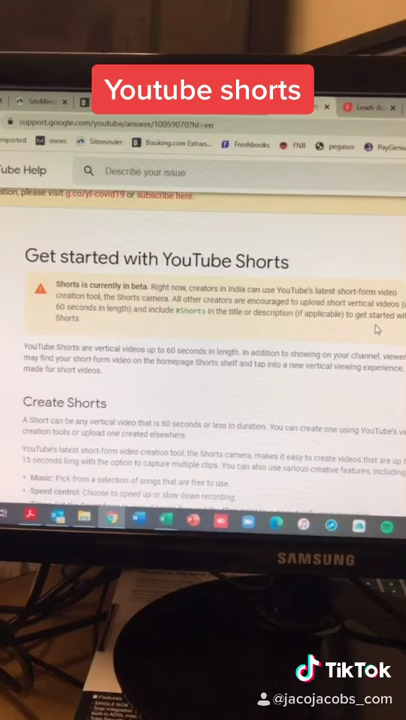 Youtube shorts
SiteMind
Leads &
support.google.com/youtube/answer/10059070?hl=en
mported mews Siteminder Booking.com Extran... Freshbooks FNB pegasus PayGeniu
ube Help Describe your issue
ation, please visit g.co/yt-covid19 or subscribe here.
Get started with YouTube Shorts
Shorts is currently in beta. Right now, creators in India can use YouTube's latest short-form video
creation tool, the Shorts camera. All other creators are encouraged to upload short vertical videos (
60 seconds in length) and include #Shorts in the title or description (if applicable) to get started wit
Shorts.
YouTube Shorts are vertical videos up to 60 seconds in length. In addition to showing on your channel, viewer
may find your short-form video on the homepage Shorts shelf and tap into a new vertical viewing experience,
made for short videos.
Create Shorts
A Short can be any vertical video that is 60 seconds or less in duration. You can create one using YouTube's
creation tools or upload one created elsewhere.
YouTube's latest short-form video creation tool, the Shorts camera, makes it easy to create videos that are up t
15 seconds long with the option to capture multiple clips. You can also use various creative features, including
• Music: Pick from a selection of songs that are free to use.
• Speed control: Choose to speed up or slow down recording.
SAMSUNG
Features
TikTok
@jacojacobs_com